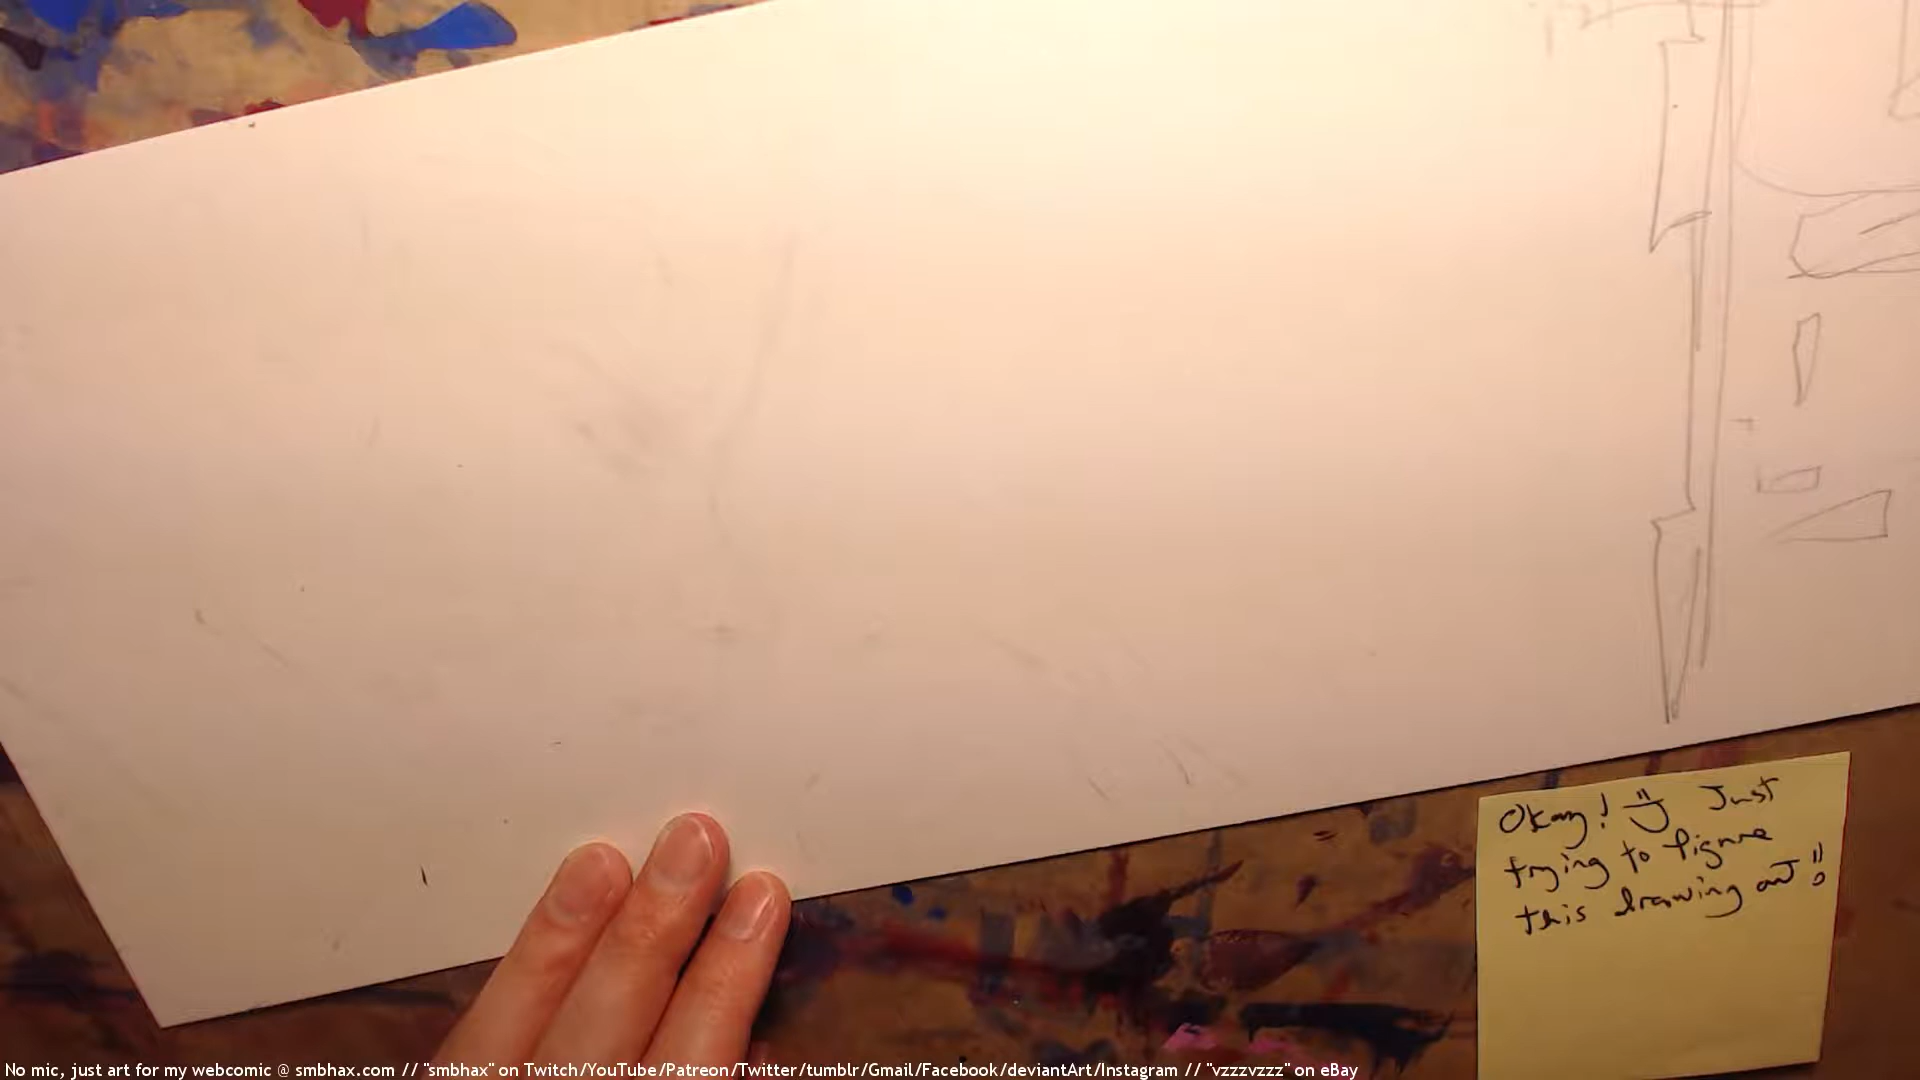 Okay! Just
trying to figure
this drawing out!!
No mic, just art for my webcomic @ smbhax.com // "smbhax" on Twitch/YouTube/Patreon/Twitter/tumblr/Gmail/Facebook/deviantArt/Instagram // "vzzzvzzz" on eBay